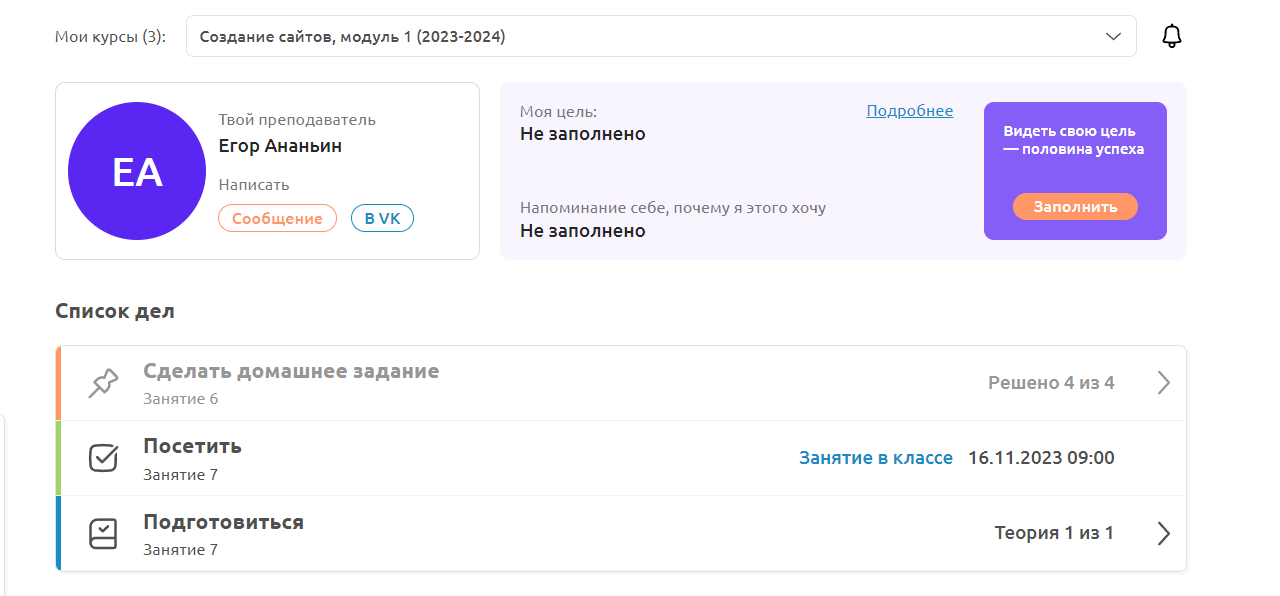 Мои курсы (3):
Создание сайтов, модуль 1 (2023-2024)
ЕА
Твой преподаватель
Егор Ананьин
Написать
Сообщение
В VK
Моя цель:
Подробнее
Не заполнено
Напоминание себе, почему я этого хочу
Не заполнено
Видеть свою цель
— половина успеха
Заполнить
Список дел
Сделать домашнее задание
Занятие 6
Решено 4 из 4
Посетить
Занятие 7
Занятие в классе 16.11.2023 09:00
Подготовиться
Занятие 7
Теория 1 из 1